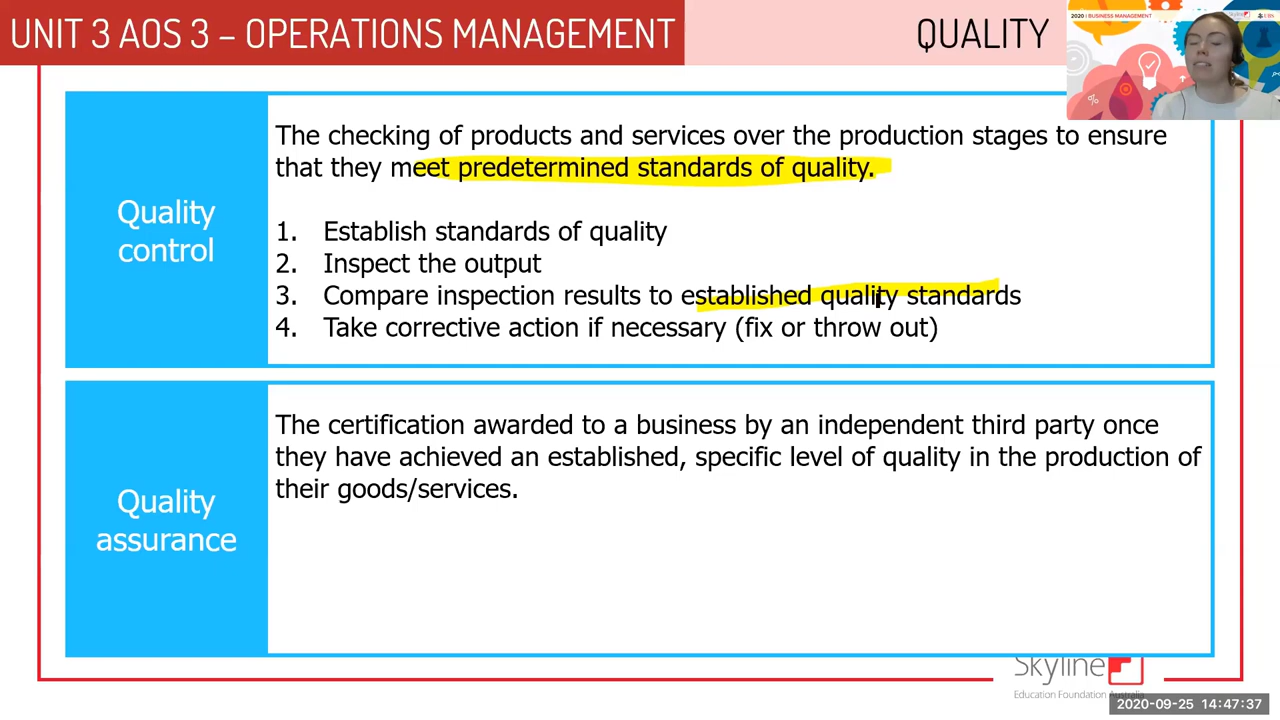 UNIT 3 AOS 3 – OPERATIONS MANAGEMENT
QUALITY
2020 I BUSINESS MANAGEMENT
Quality
control
The checking of products and services over the production stages to ensure
that they meet predetermined standards of quality.
1. Establish standards of quality
2. Inspect the output
3. Compare inspection results to established quality standards
4. Take corrective action if necessary (fix or throw out)
Quality
assurance
The certification awarded to a business by an independent third party once
they have achieved an established, specific level of quality in the production of
their goods/services.
Skyline
Education Foundation Australia
2020-09-25 14:47:37